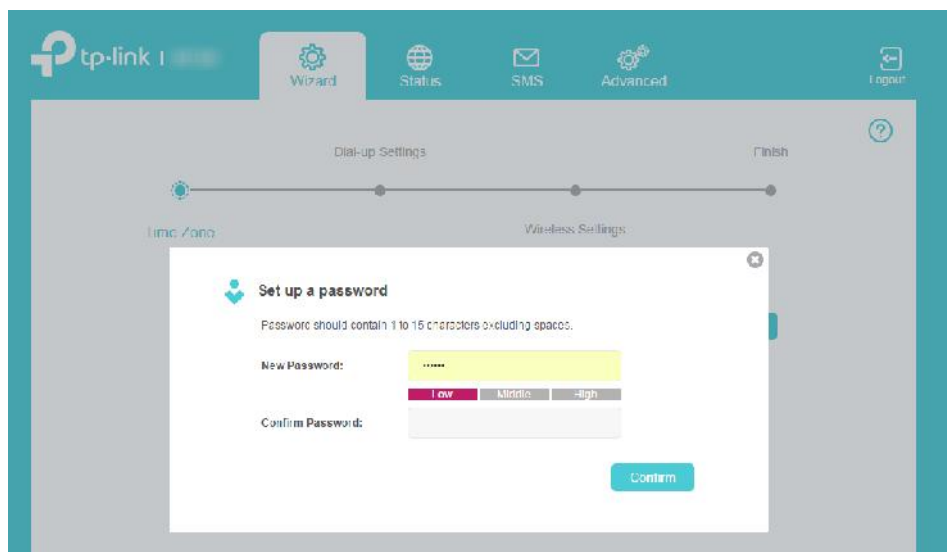 tp-link |
Wizard
Status
SMS
Advanced
Logout
Dial-up Settings
Finish
Time Zone
Wireless Settings
Set up a password
Password should contain 1 to 15 characters excluding spaces.
New Password:
••••••
Low Middle High
Confirm Password:
Confirm